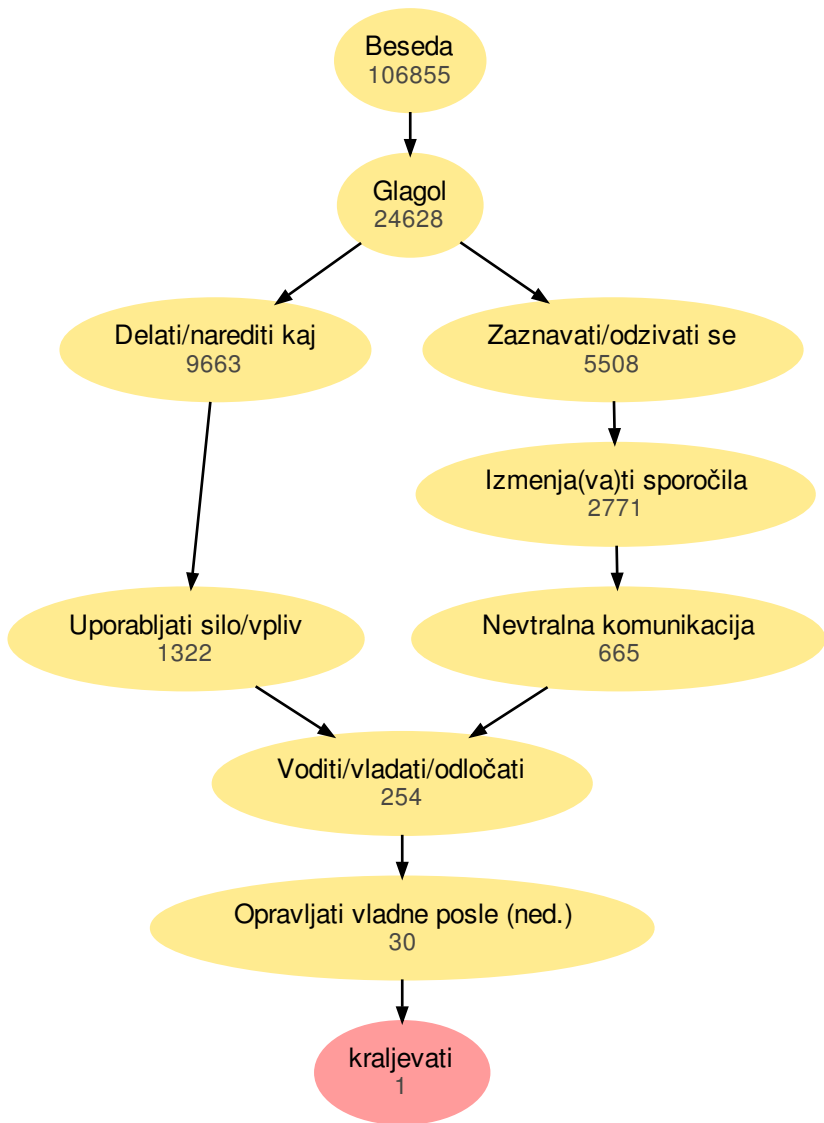 Beseda
106855
Glagol
24628
Delati/narediti kaj
9663
Zaznavati/odzivati se
5508
Izmenja(va)ti sporočila
2771
Uporabljati silo/vpliv
1322
Nevtralna komunikacija
665
Voditi/vladati/odločati
254
Opravljati vladne posle (ned.)
30
kraljevati
1